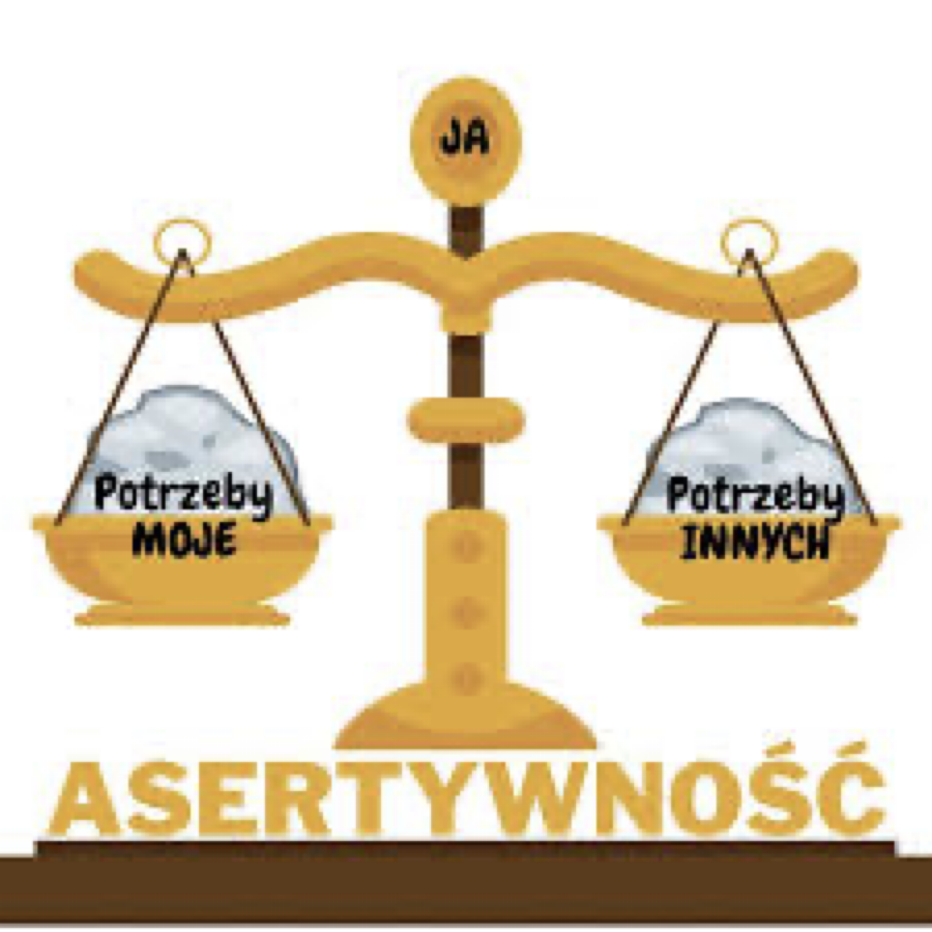 JA
Potrzeby
MOJE
Potrzeby
INNYCH
ASERTYWNOŚĆ